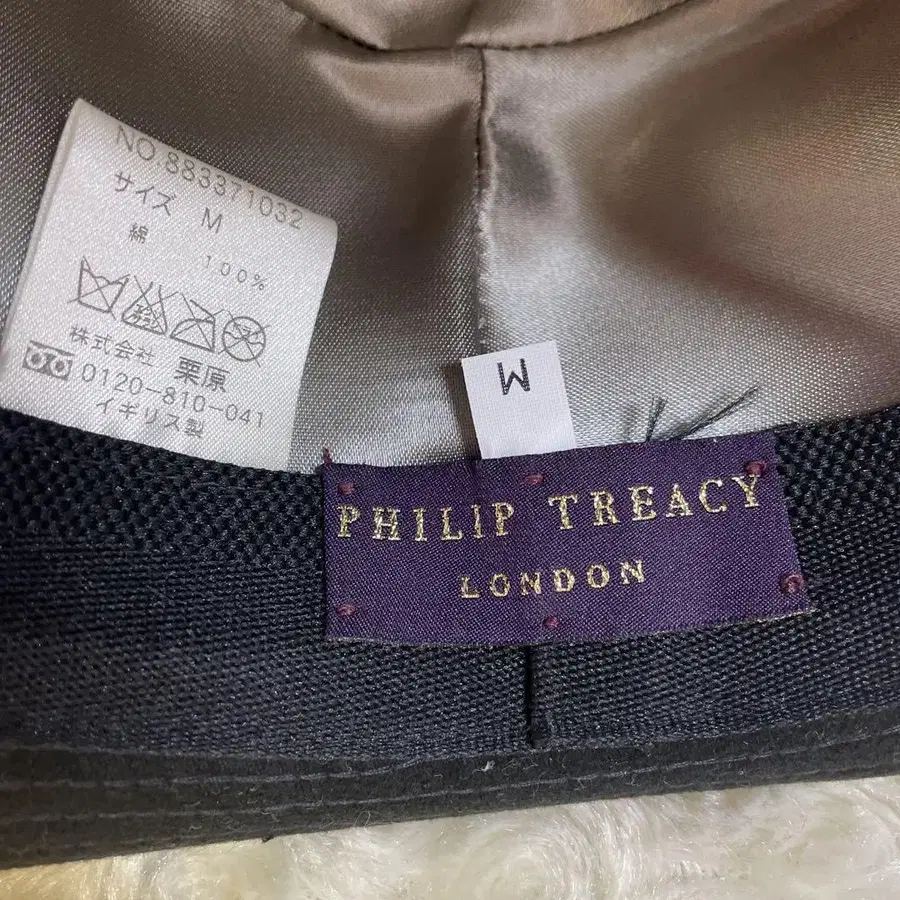 NO.883371032
サイズ M
綿 100%
株式会社 栗原
0120-810-041
イギリス製
M
PHILIP TREACY
LONDON